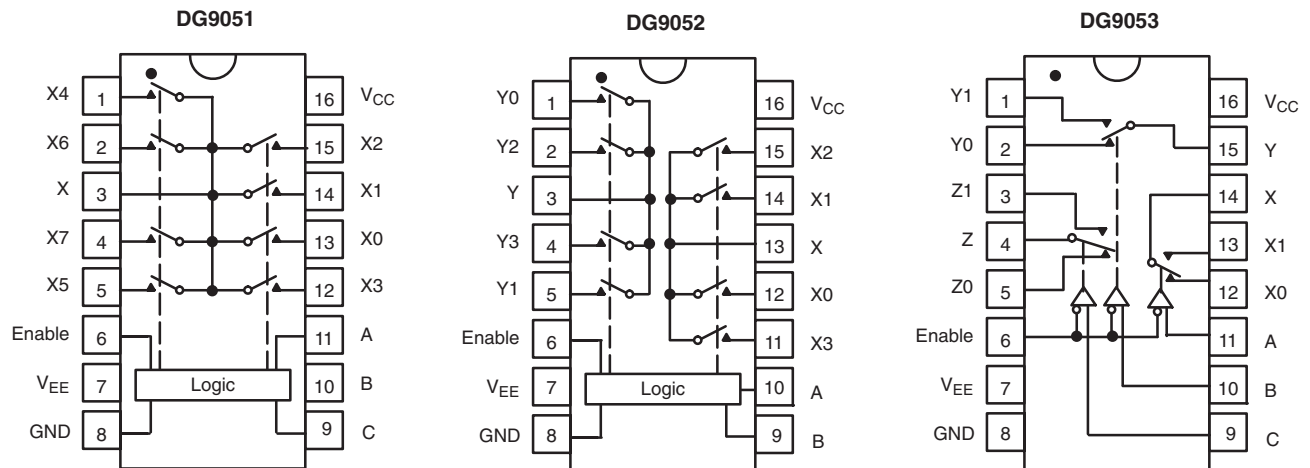 DG9051
X4 1 16 VCC
X6 2 15 X2
X 3 14 X1
X7 4 13 X0
X5 5 12 X3
Enable 6 11 A
VEE 7 Logic 10 B
GND 8 9 C
DG9052
Y0 1 16 VCC
Y2 2 15 X2
Y 3 14 X1
Y3 4 13 X
Y1 5 12 X0
Enable 6 11 X3
VEE 7 Logic 10 A
GND 8 9 B
DG9053
Y1 1 16 VCC
Y0 2 15 Y
Z1 3 14 X
Z 4 13 X1
Z0 5 12 X0
Enable 6 11 A
VEE 7 10 B
GND 8 9 C